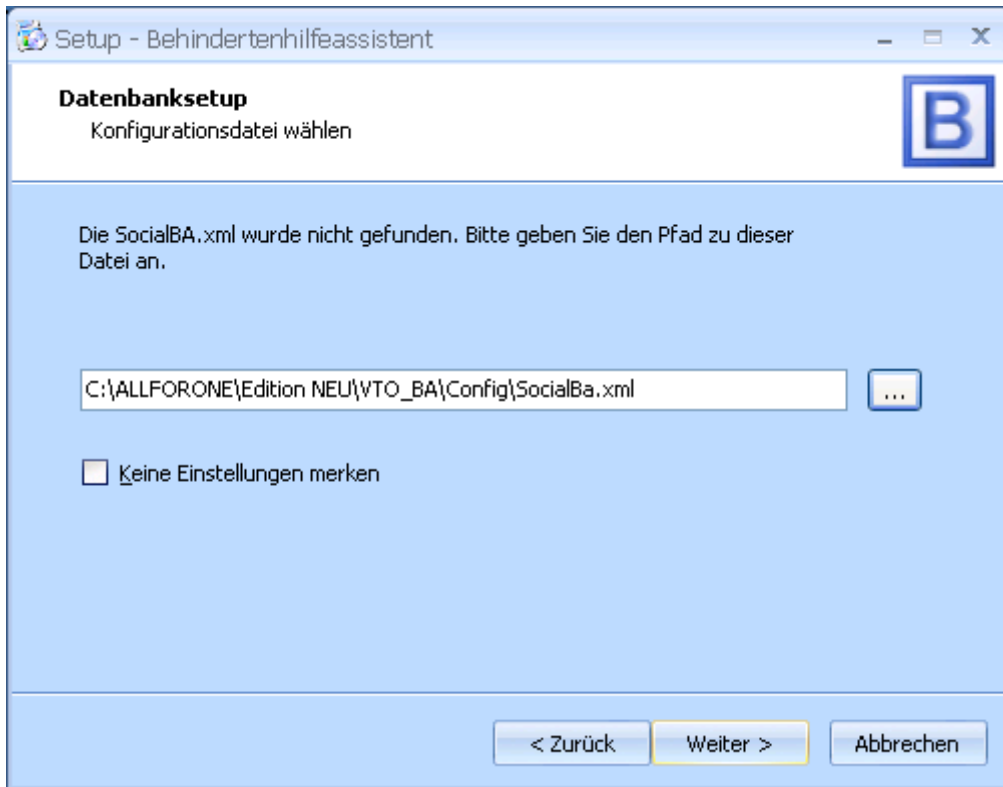 Setup - Behindertenhilfeassistent
Datenbanksetup
Konfigurationsdatei wählen
B
Die SocialBA.xml wurde nicht gefunden. Bitte geben Sie den Pfad zu dieser
Datei an.
C:\ALLFORONE\Edition NEU\VTO_BA\Config\SocialBa.xml
...
Keine Einstellungen merken
< Zurück Weiter > Abbrechen